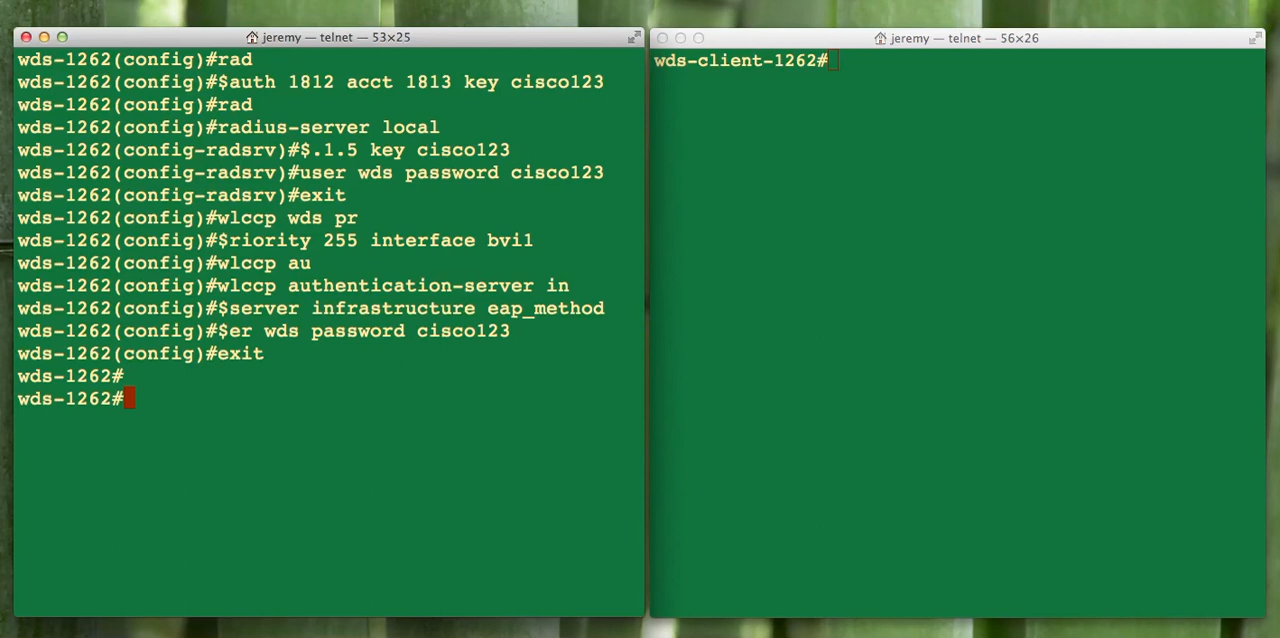 jeremy — telnet — 53×25
wds-1262(config)#rad
wds-1262(config)#$auth 1812 acct 1813 key cisco123
wds-1262(config)#rad
wds-1262(config)#radius-server local
wds-1262(config-radsrv)#$.1.5 key cisco123
wds-1262(config-radsrv)#user wds password cisco123
wds-1262(config-radsrv)#exit
wds-1262(config)#wlccp wds pr
wds-1262(config)#$riority 255 interface bvi1
wds-1262(config)#wlccp au
wds-1262(config)#wlccp authentication-server in
wds-1262(config)#$server infrastructure eap_method
wds-1262(config)#$er wds password cisco123
wds-1262(config)#exit
wds-1262#
wds-1262#
jeremy — telnet — 56×26
wds-client-1262#